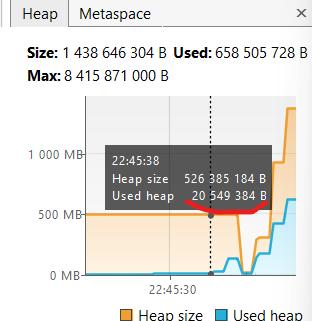 Heap Metaspace ×
Size: 1 438 646 304 B Used: 658 505 728 B
Max: 8 415 871 000 B
1 000 MB
22:45:38
Heap size 526 385 184 B
Used heap 20 549 384 B
500 MB
0 MB
22:45:30
Heap size Used heap